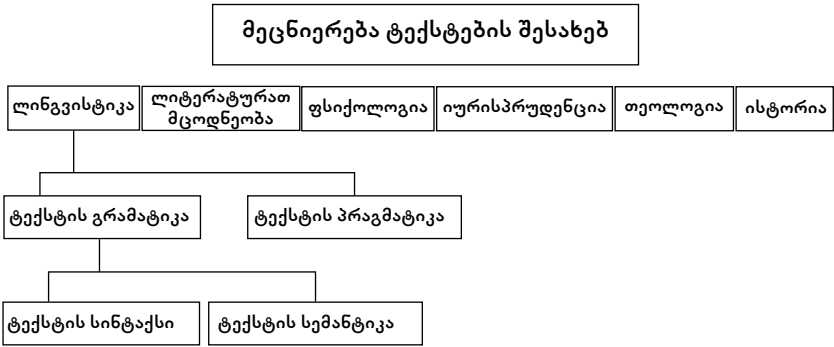 მეცნიერება ტექსტების შესახებ
ლინგვისტიკა
ლიტერატურათ
მცოდნეობა
ფსიქოლოგია
იურისპრუდენცია
თეოლოგია
ისტორია
ტექსტის გრამატიკა
ტექსტის პრაგმატიკა
ტექსტის სინტაქსი
ტექსტის სემანტიკა